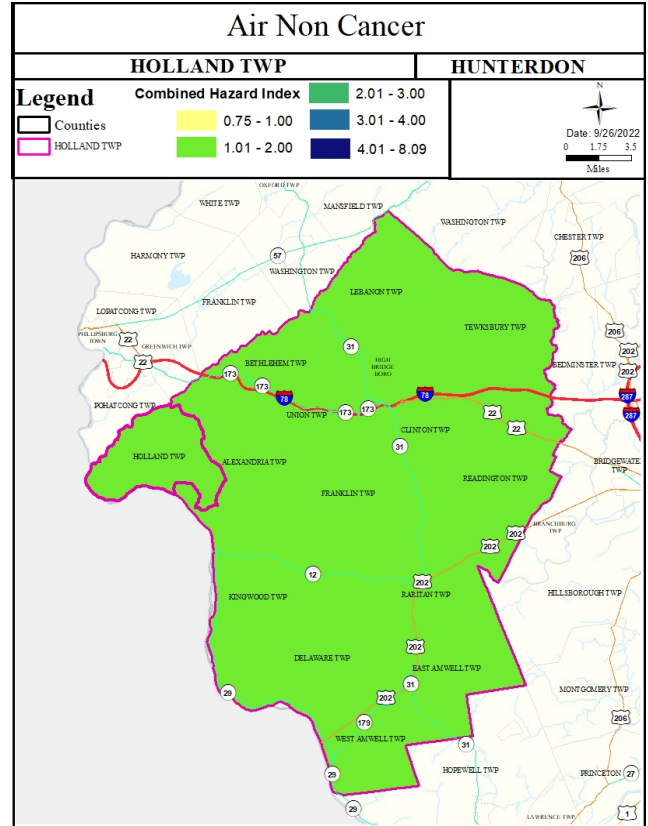 Air Non Cancer
HOLLAND TWP HUNTERDON
Legend
Counties
HOLLAND TWP
Combined Hazard Index
0.75 - 1.00
1.01 - 2.00
2.01 - 3.00
3.01 - 4.00
4.01 - 8.09
N
Date: 9/26/2022
0 1.75 3.5
Miles
OXFORD TWP
WHITE TWP
MANSFIELD TWP
WASHINGTON TWP
CHESTER TWP
206
HARMONY TWP
57
WASHINGTON TWP
LEBANON TWP
FRANKLIN TWP
LOPATCONG TWP
TEWKSBURY TWP
206
PHILLIPSBURG
TOWN
22
GREENWICH TWP
31
202
22
BETHLEHEM TWP
HIGH
BRIDGE
BORO
BEDMINSTER TWP
202
173
173
78
78
287
POHATCONG TWP
UNION TWP
173
173
22
22
287
CLINTON TWP
31
HOLLAND TWP
ALEXANDRIA TWP
BRIDGEWATE
TWP
READINGTON TWP
FRANKLIN TWP
BRANCHBURG
TWP
202
202
12
202
KINGWOOD TWP
RARITAN TWP
HILLSBOROUGH TWP
202
DELAWARE TWP
EAST AMWELL TWP
31
29
202
MONTGOMERY TWP
206
179
WEST AMWELL TWP
31
29
HOPEWELL TWP
PRINCETON
27
29
LAWRENCE TWP
1